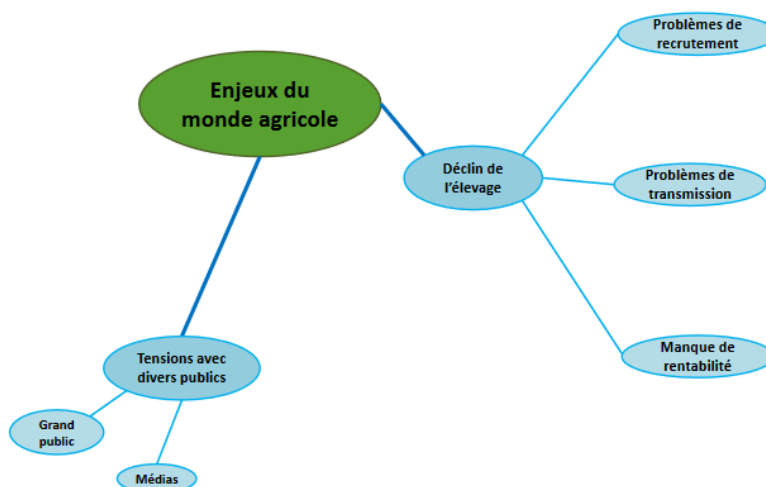 Enjeux du
monde agricole
Problèmes de
recrutement
Déclin de
l'élevage
Problèmes de
transmission
Manque de
rentabilité
Tensions avec
divers publics
Grand
public
Médias